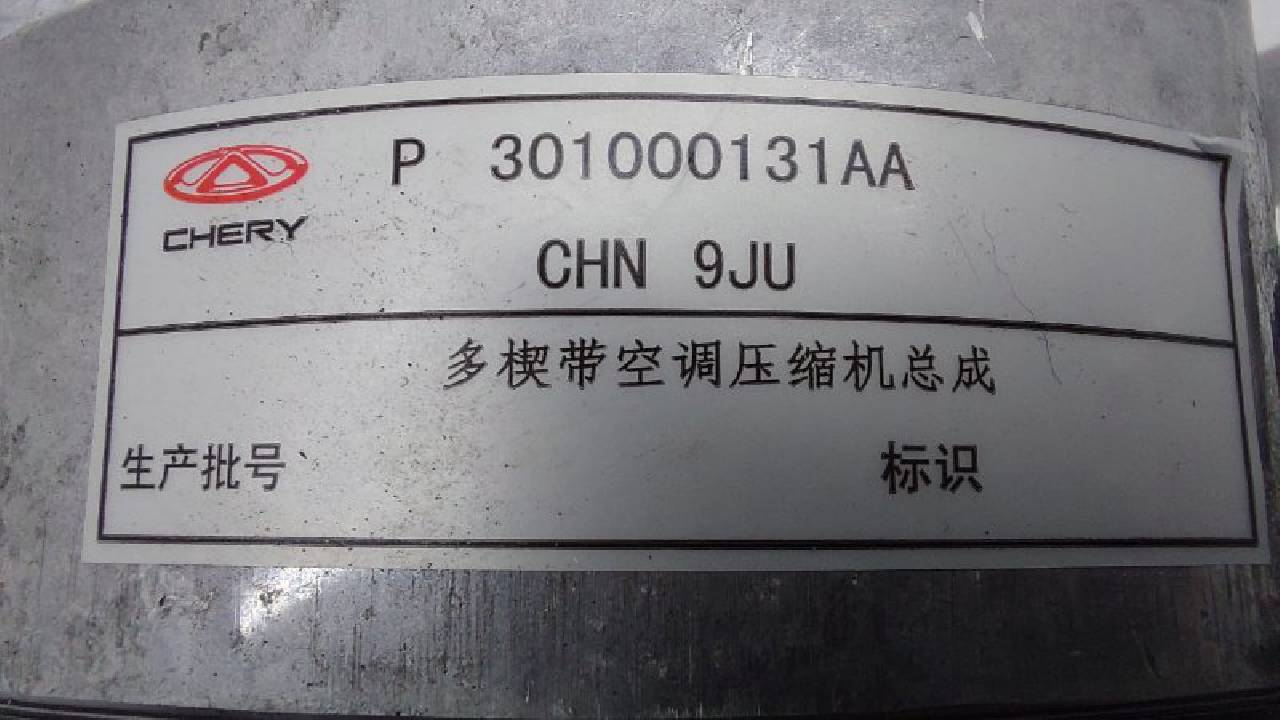 P 301000131AA
CHERY
CHN 9JU
多楔带空调压缩机总成
生产批号 标识